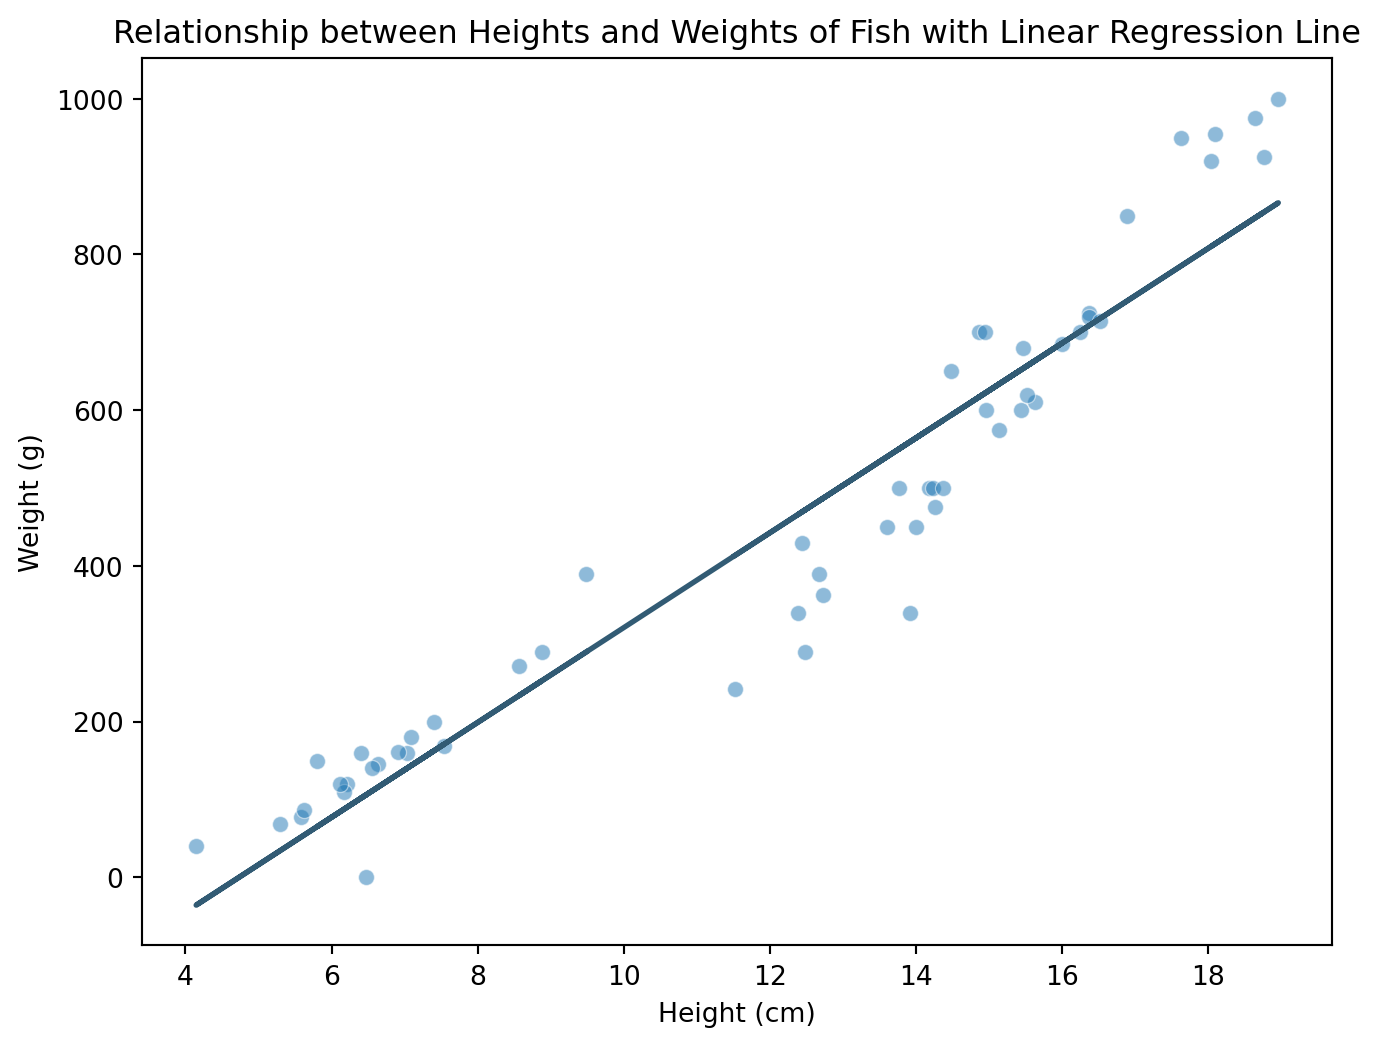 Relationship between Heights and Weights of Fish with Linear Regression Line
1000
800
600
400
200
0
Weight (g)
4 6 8 10 12 14 16 18
Height (cm)